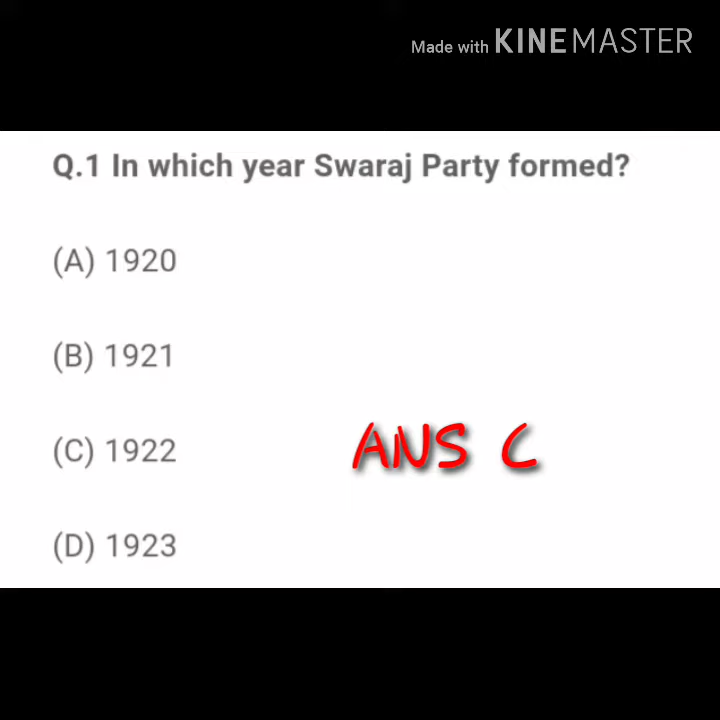 Made with KINEMASTER
Q.1 In which year Swaraj Party formed?
(A) 1920
(B) 1921
(C) 1922
ANS C
(D) 1923